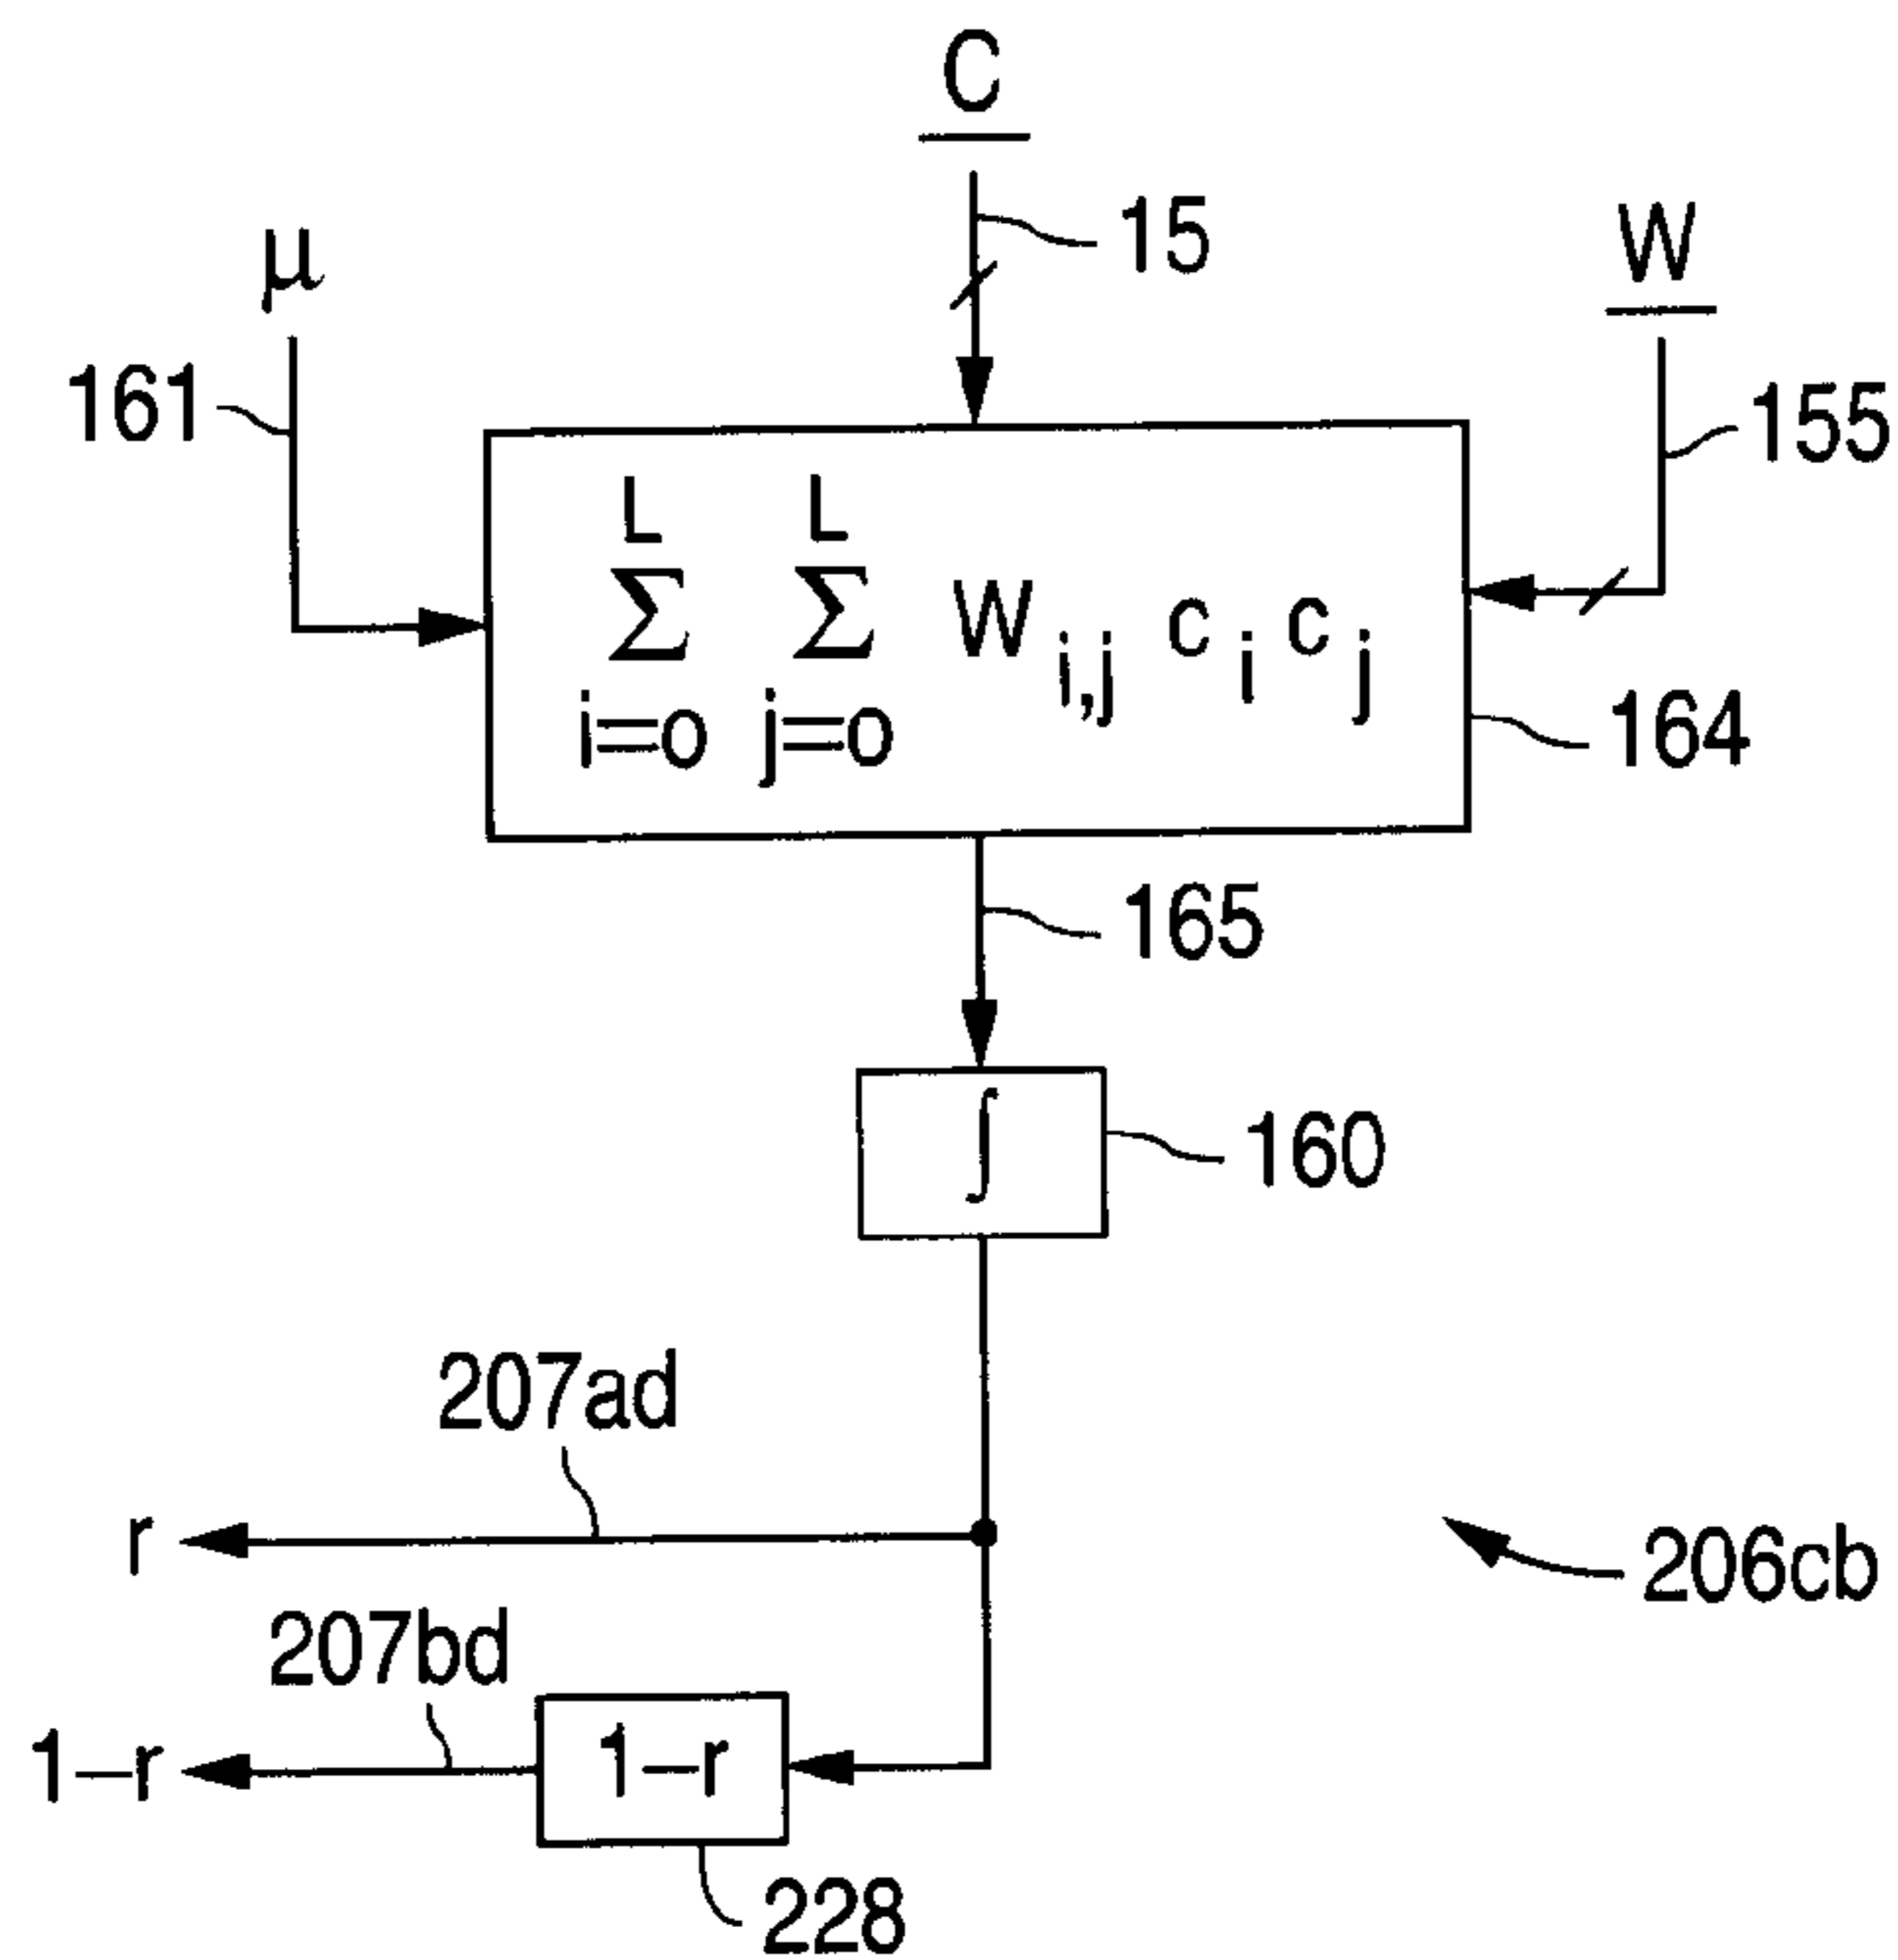 C
15
μ
W
161
155
L L
Σ Σ W i,j c i c j
i=o j=o
164
165
∫
160
207ad
r
206cb
207bd
1–r
1–r
228